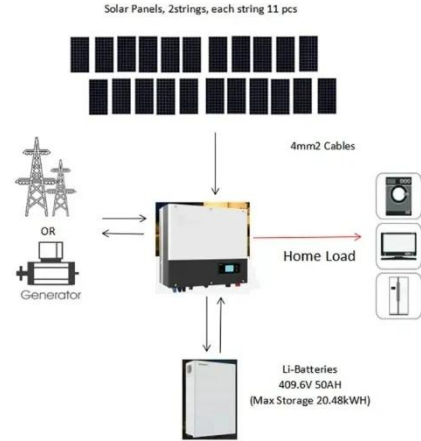 Solar Panels, 2strings, each string 11 pcs
4mm2 Cables
OR
Generator
Home Load
Li-Batteries
409.6V 50AH
(Max Storage 20.48kWH)